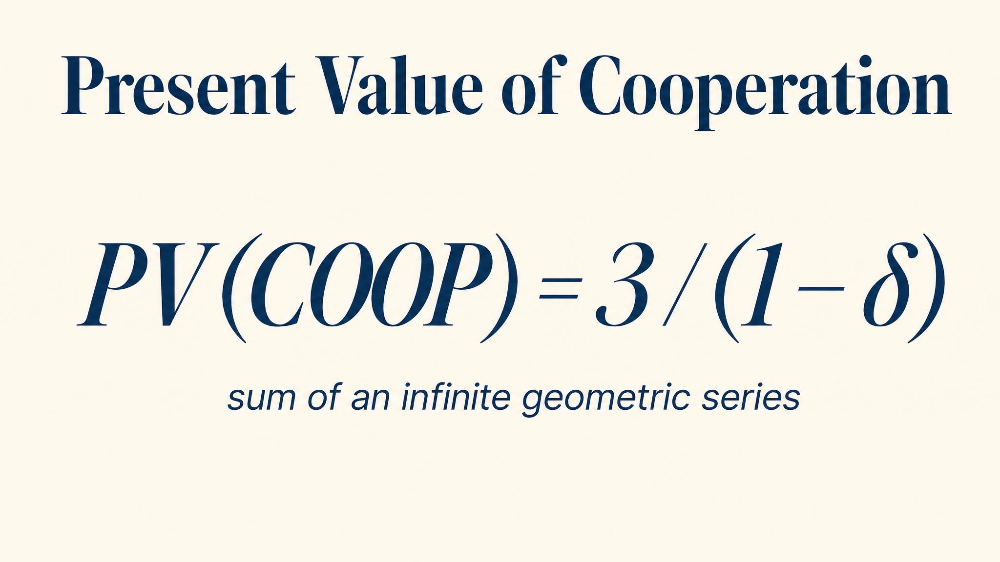 Present Value of Cooperation
PV(COOP) = 3 / (1 – δ)
sum of an infinite geometric series